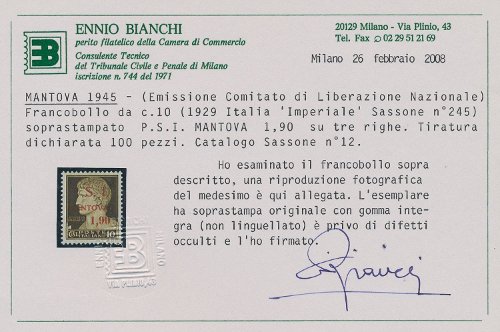 ENNIO BIANCHI
perito filatelico della Camera di Commercio
Consulente Tecnico
del Tribunale Civile e Penale di Milano
iscrizione n. 744 del 1971
20129 Milano - Via Plinio, 43
Tel. Fax 02 29 51 21 69
Milano 26 febbraio 2008
MANTOVA 1945 - (Emissione Comitato di Liberazione Nazionale)
Francobollo da c.10 (1929 Italia 'Imperiale' Sassone n°245)
soprastampato P.S.I. MANTOVA 1,90 su tre righe. Tiratura
dichiarata 100 pezzi. Catalogo Sassone n°12.
Ho esaminato il francobollo sopra
descritto, una riproduzione fotografica
del medesimo è qui allegata. L'esemplare
ha soprastampa originale con gomma inte-
gra (non linguellato) è privo di difetti
occulti e l'ho firmato.
S.
MANTOVA
1,90
10
MILANO
VIA PLINIO, 43
E. Bianchi